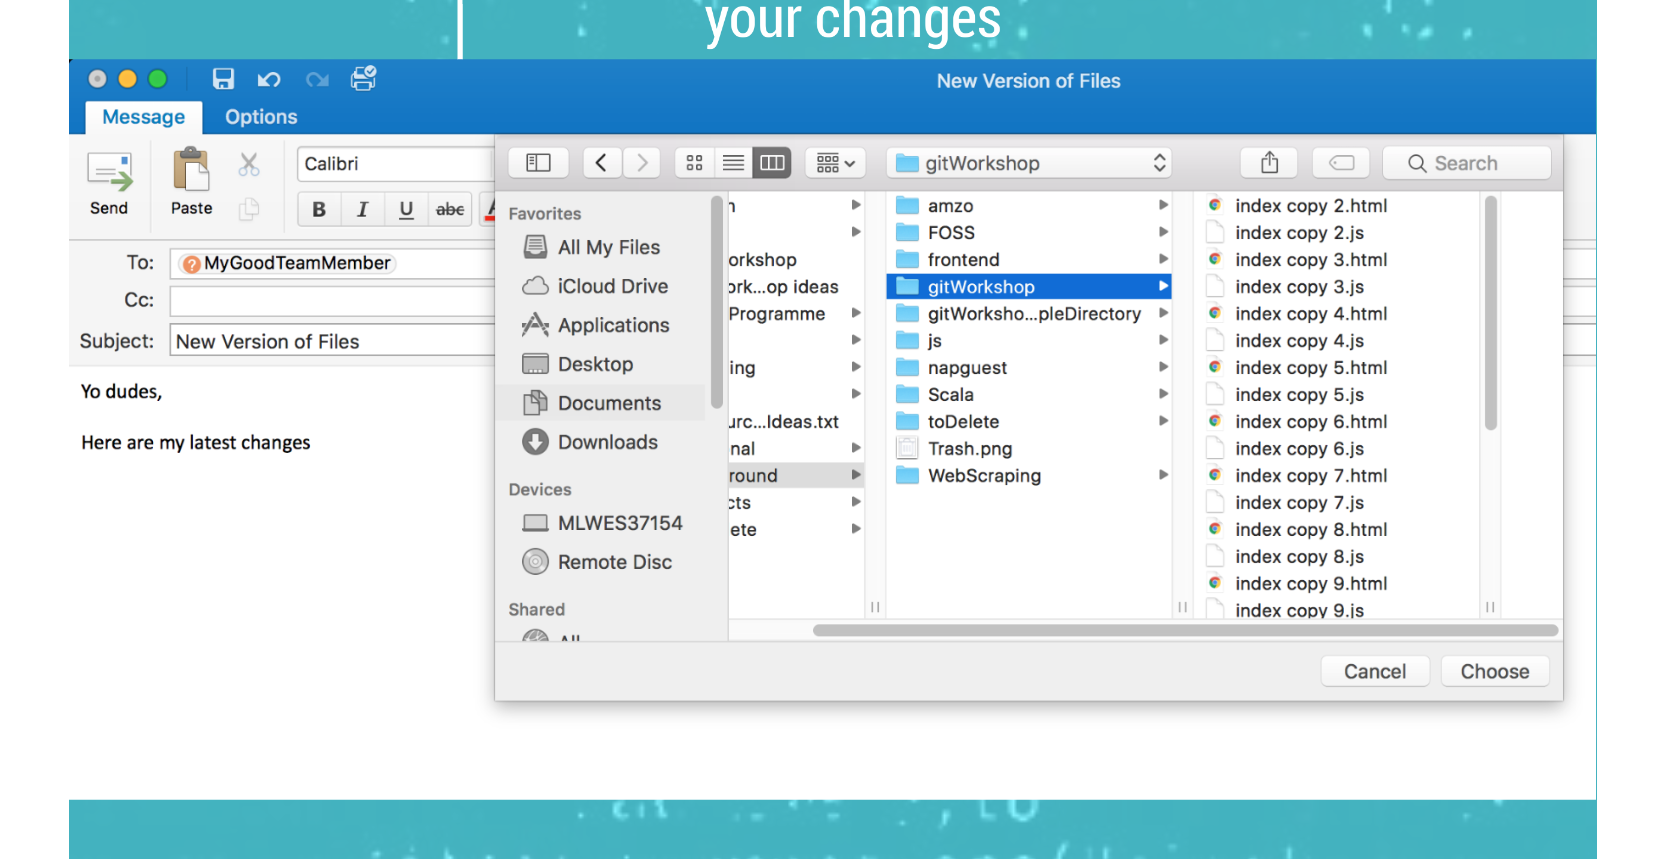 your changes
New Version of Files
Message Options
Calibri
Send Paste
B I U abc A
To: MyGoodTeamMember
Cc:
Subject: New Version of Files
Yo dudes,
Here are my latest changes
gitWorkshop
Search
Favorites
All My Files
iCloud Drive
Applications
Desktop
Documents
Downloads
Devices
MLWES37154
Remote Disc
Shared
All
orkshop
ork...op ideas
Programme
ing
urc...Ideas.txt
nal
round
cts
ete
amzo
FOSS
frontend
gitWorkshop
gitWorksho...pleDirectory
js
napguest
Scala
toDelete
Trash.png
WebScraping
index copy 2.html
index copy 2.js
index copy 3.html
index copy 3.js
index copy 4.html
index copy 4.js
index copy 5.html
index copy 5.js
index copy 6.html
index copy 6.js
index copy 7.html
index copy 7.js
index copy 8.html
index copy 8.js
index copy 9.html
index copy 9.js
Cancel Choose